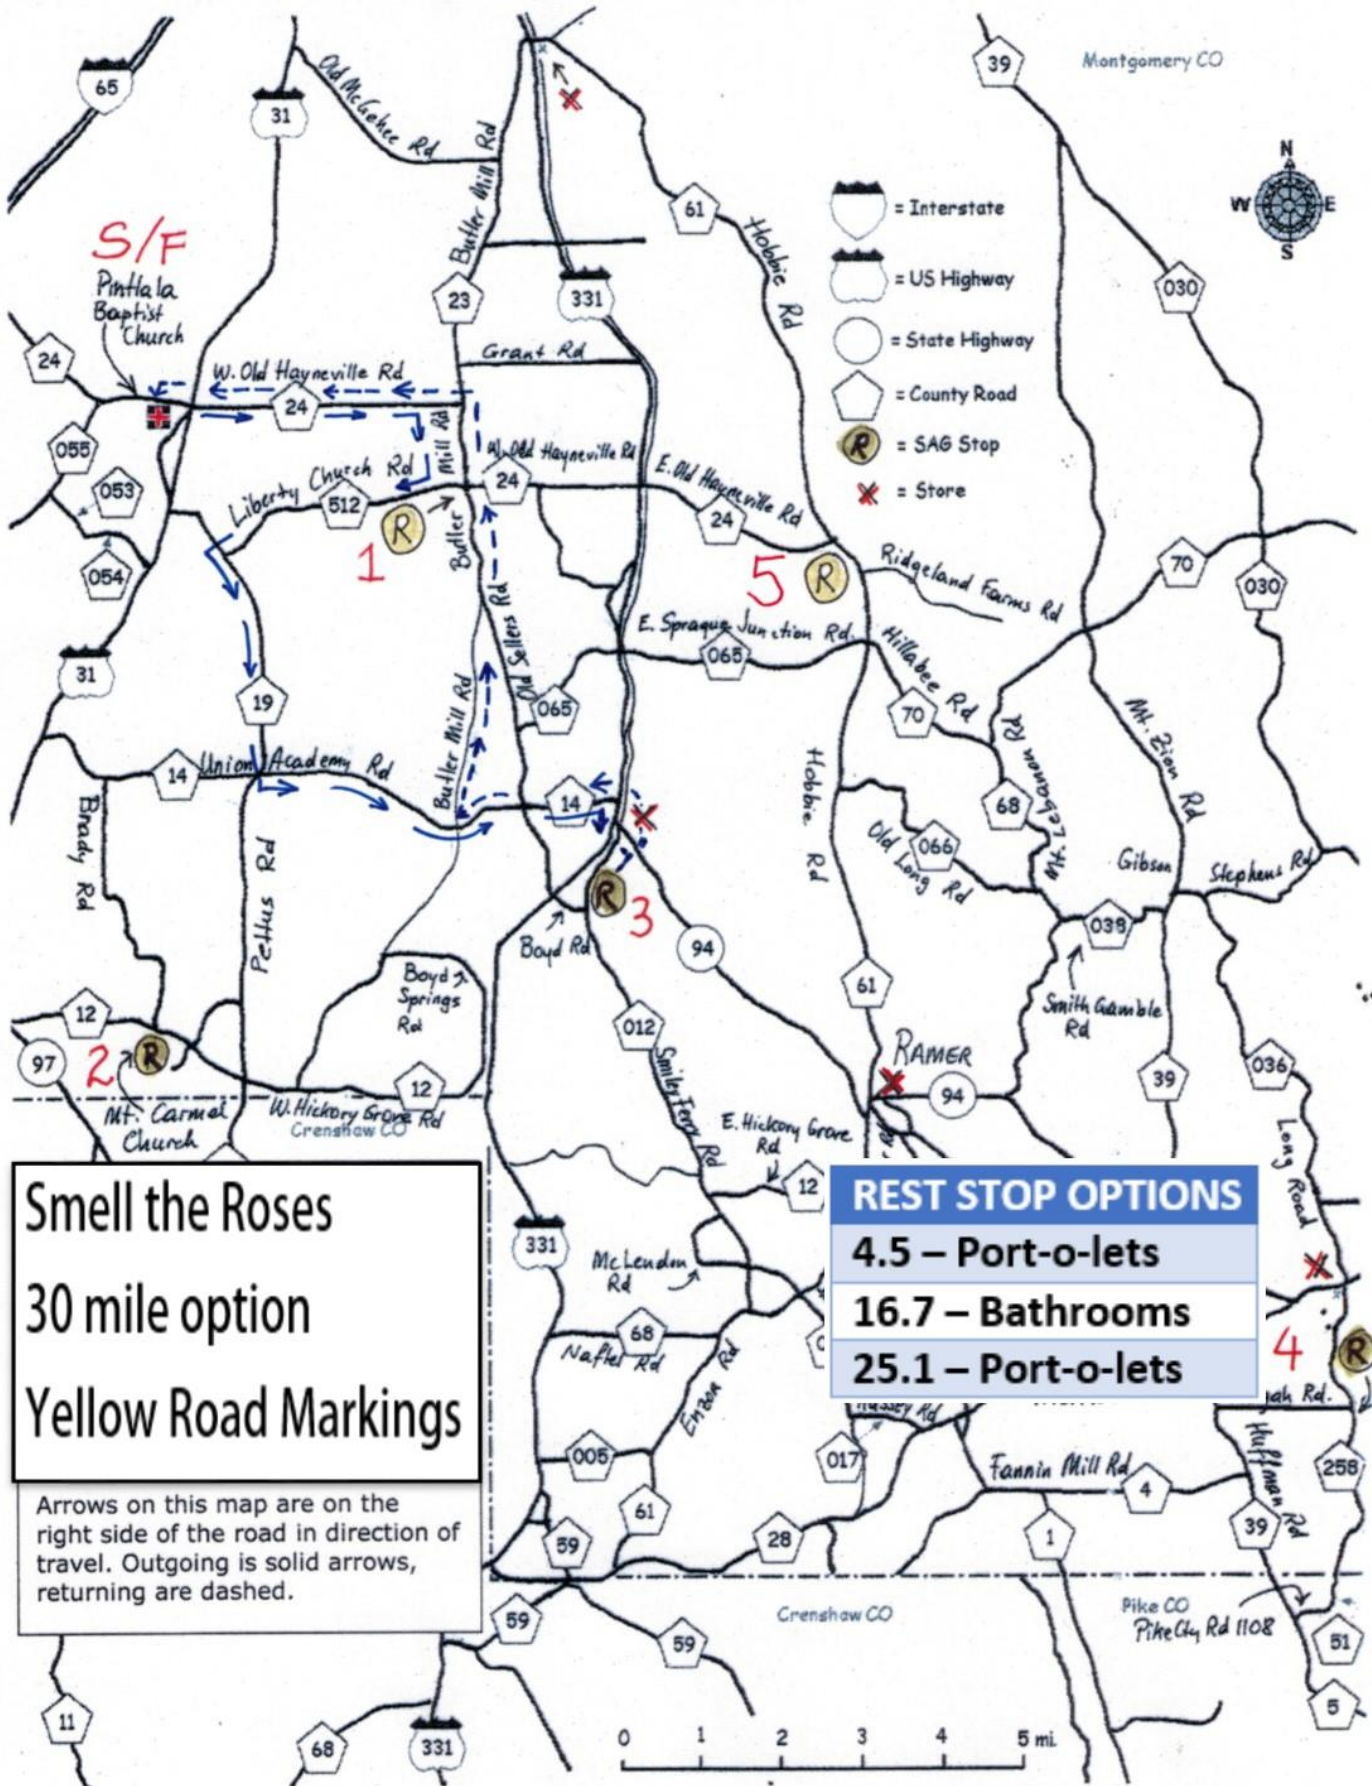 39
Montgomery CO
65
31
Old McGehee Rd
Butler Mill Rd
61
Hobbie
Rd
N
W
E
S
= Interstate
= US Highway
= State Highway
= County Road
R = SAG Stop
= Store
030
S/F
Pintlala
Baptist
Church
23
331
24
W. Old Hayneville Rd
24
Grant Rd
055
053
054
Liberty Church Rd
512
Mill Rd
Butler
W. Old Hayneville Rd
24
E. Old Hayneville Rd
24
R
1
5
R
Ridgeland Farms Rd
70
030
31
19
Old Sellers Rd
E. Sprague Junction Rd.
065
065
Hillabee Rd
70
Mt. Zion
Rd
Mt. Lebanon Rd
68
14
Union Academy Rd
Butler Mill Rd
14
Hobbie
Rd
Old Long Rd
066
Gibson
Stephens Rd
038
Brady Rd
Pettus Rd
R
3
Boyd Rd
94
Boyd
Springs
Rd
61
Smith Gamble
Rd
12
97
2
R
Mt. Carmel
Church
012
Smiley Ferry Rd
RAMER
94
39
036
12
W. Hickory Grove Rd
Crenshaw CO
E. Hickory Grove
Rd
12
Long Road
Smell the Roses
30 mile option
Yellow Road Markings
Arrows on this map are on the
right side of the road in direction of
travel. Outgoing is solid arrows,
returning are dashed.
331
McLendon
Rd
REST STOP OPTIONS
4.5 – Port-o-lets
16.7 – Bathrooms
25.1 – Port-o-lets
4
R
68
Naftel Rd
Enzor Rd
005
61
59
28
017
Fannin Mill Rd
4
1
Huffman Rd
39
258
Crenshaw CO
Pike CO
Pike Cty Rd 1108
51
5
59
59
11
68
331
0 1 2 3 4 5 mi.